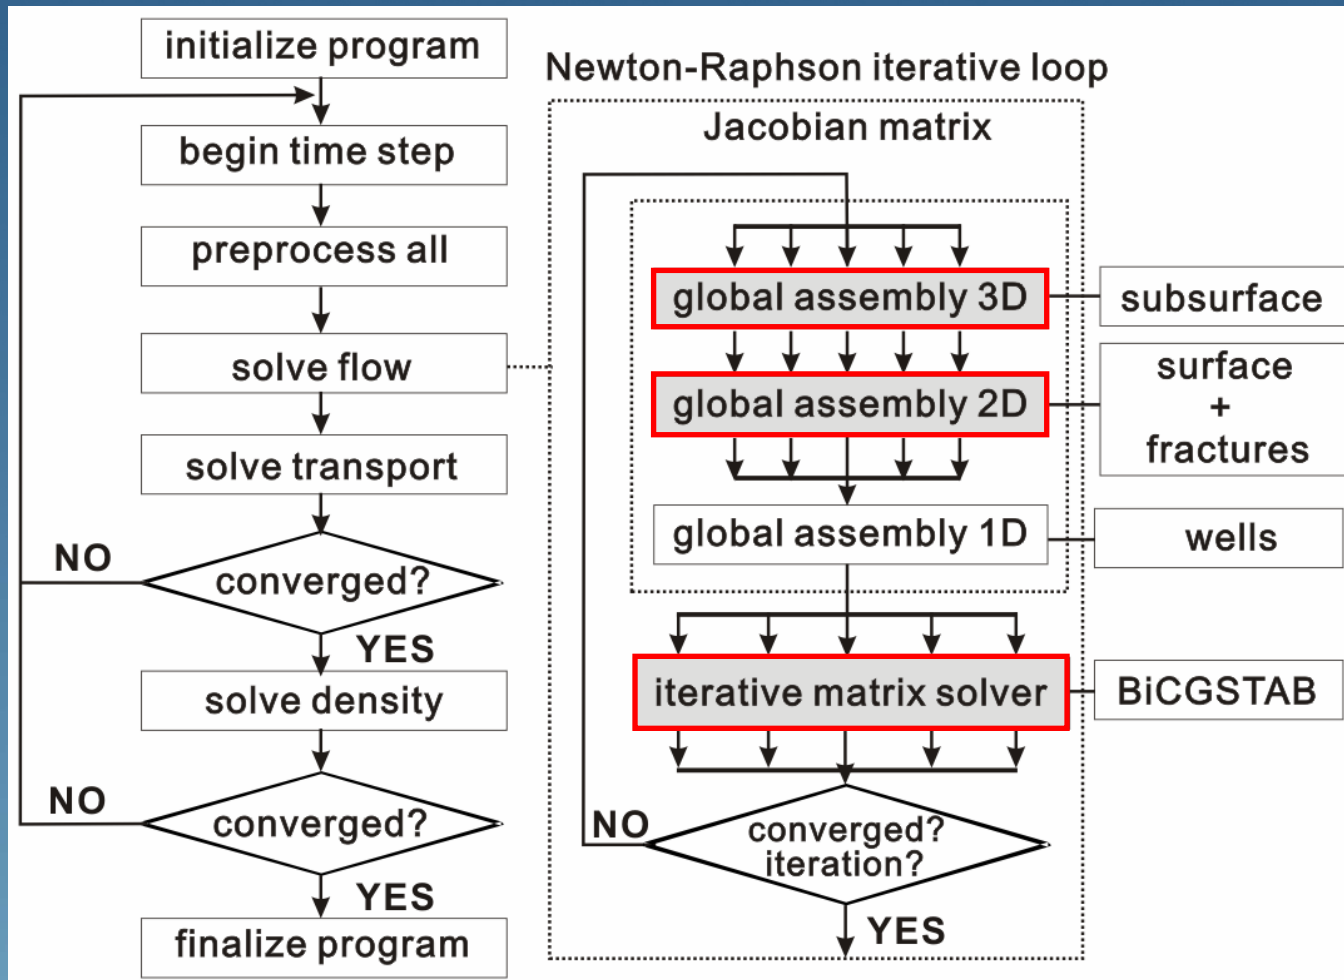 initialize program
begin time step
preprocess all
solve flow
solve transport
NO
converged?
YES
solve density
NO
converged?
YES
finalize program
Newton-Raphson iterative loop
Jacobian matrix
global assembly 3D
subsurface
global assembly 2D
surface
+
fractures
global assembly 1D
wells
iterative matrix solver
BiCGSTAB
NO
converged?
iteration?
YES